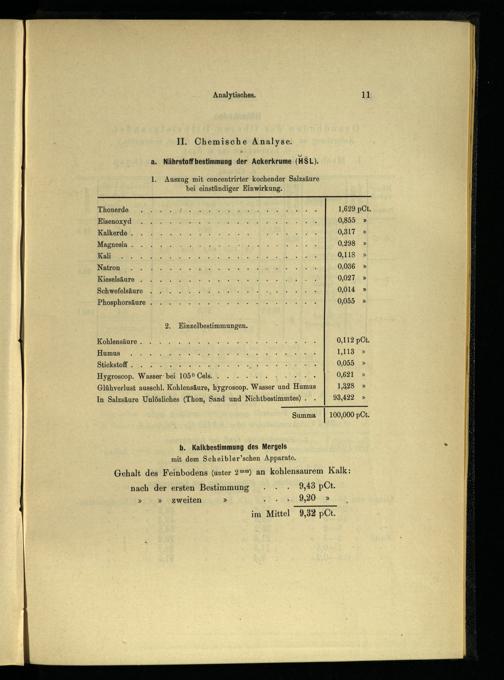 Analytisches. 11
II. Chemische Analyse.
a. Nährstoffbestimmung der Ackerkrume (H̆S̆L).
1. Auszug mit concentrirter kochender Salzsäure
bei einstündiger Einwirkung.
Thonerde . . . . . . . . . . . . . . . 1,629 pCt.
Eisenoxyd . . . . . . . . . . . . . . . 0,855 »
Kalkerde . . . . . . . . . . . . . . . . 0,317 »
Magnesia . . . . . . . . . . . . . . . . 0,298 »
Kali . . . . . . . . . . . . . . . . . 0,118 »
Natron . . . . . . . . . . . . . . . . 0,036 »
Kieselsäure . . . . . . . . . . . . . . . 0,027 »
Schwefelsäure . . . . . . . . . . . . . . 0,014 »
Phosphorsäure . . . . . . . . . . . . . . 0,055 »
2. Einzelbestimmungen.
Kohlensäure . . . . . . . . . . . . . . . 0,112 pCt.
Humus . . . . . . . . . . . . . . . . 1,113 »
Stickstoff . . . . . . . . . . . . . . . . 0,055 »
Hygroscop. Wasser bei 105° Cels. . . . . . . . . . 0,621 »
Glühverlust ausschl. Kohlensäure, hygroscop. Wasser und Humus 1,328 »
In Salzsäure Unlösliches (Thon, Sand und Nichtbestimmtes) . . 93,422 »
Summa 100,000 pCt.
b. Kalkbestimmung des Mergels
mit dem Scheibler'schen Apparate.
Gehalt des Feinbodens (unter 2mm) an kohlensaurem Kalk:
nach der ersten Bestimmung . . . 9,43 pCt.
» » zweiten » . . . 9,20 »
im Mittel 9,32 pCt.